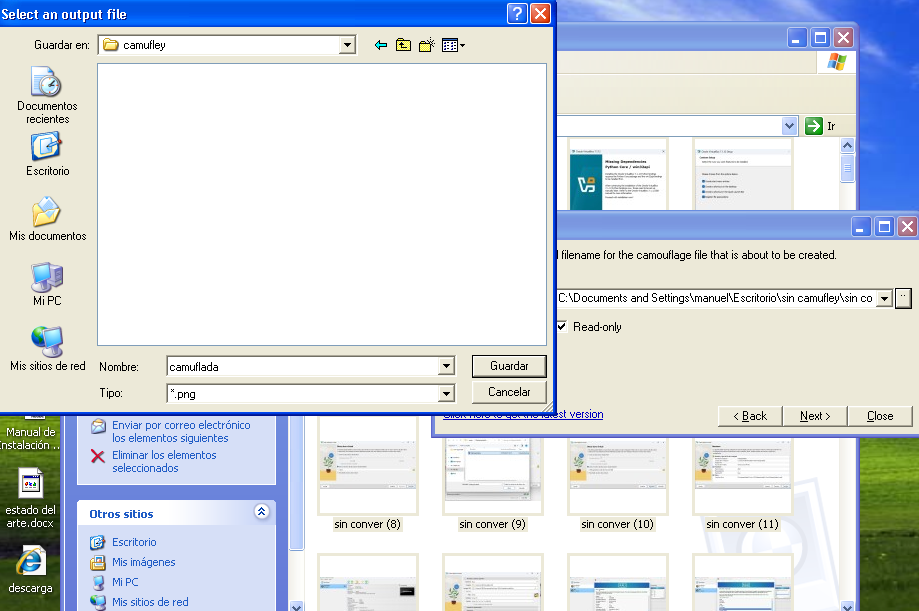 Select an output file
Guardar en:
camufley
Documentos
recientes
Escritorio
Mis documentos
Mi PC
Mis sitios de red
Nombre:
camuflada
Guardar
Tipo:
*.png
Cancelar
Ir
Missing Dependencies
Python Core / win32api
filename for the camouflage file that is about to be created.
C:\Documents and Settings\manuel\Escritorio\sin camufley\sin co
..
Read-only
Click here to get the latest version
< Back
Next >
Close
Manual de
Instalación ...
estado del
arte.docx
descarga
Enviar por correo electrónico
los elementos siguientes
Eliminar los elementos
seleccionados
Otros sitios
Escritorio
Mis imágenes
Mi PC
Mis sitios de red
sin conver (8)
sin conver (9)
sin conver (10)
sin conver (11)